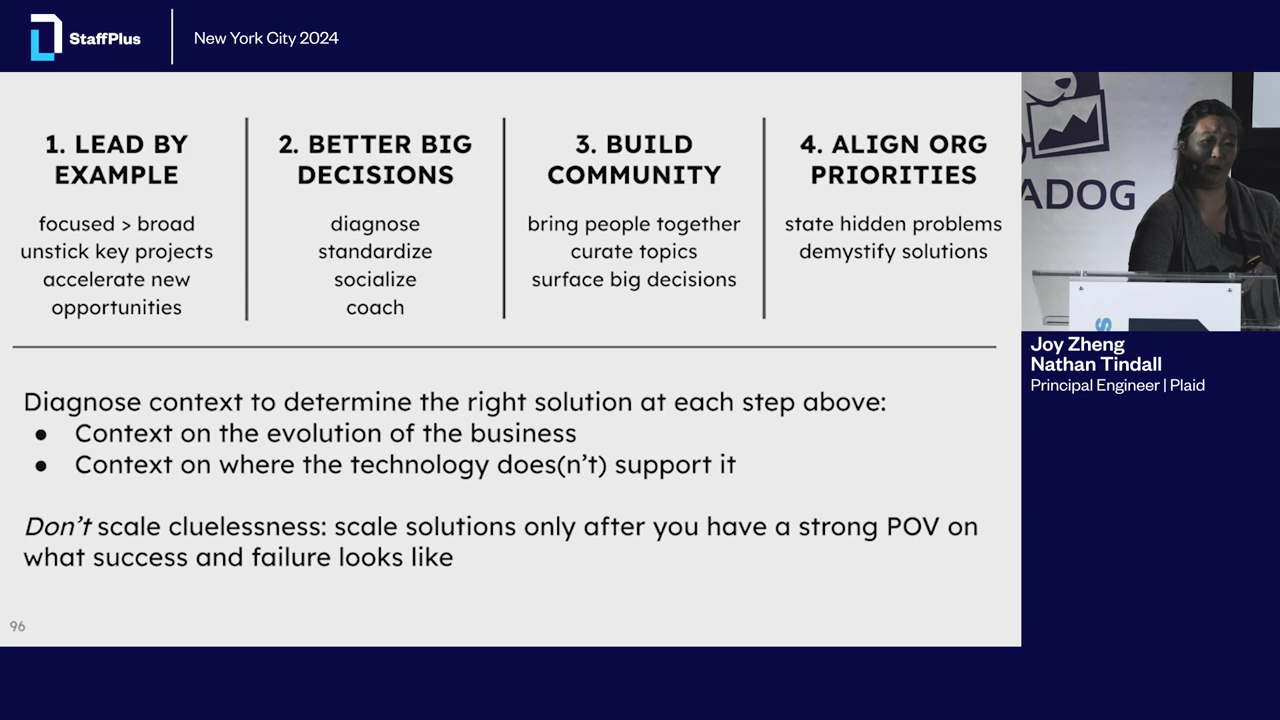 StaffPlus
New York City 2024
1. LEAD BY
EXAMPLE
focused > broad
unstick key projects
accelerate new
opportunities
2. BETTER BIG
DECISIONS
diagnose
standardize
socialize
coach
3. BUILD
COMMUNITY
bring people together
curate topics
surface big decisions
4. ALIGN ORG
PRIORITIES
state hidden problems
demystify solutions
Diagnose context to determine the right solution at each step above:
● Context on the evolution of the business
● Context on where the technology does(n’t) support it
Don’t scale cluelessness: scale solutions only after you have a strong POV on
what success and failure looks like
96
ADOG
Joy Zheng
Nathan Tindall
Principal Engineer | Plaid